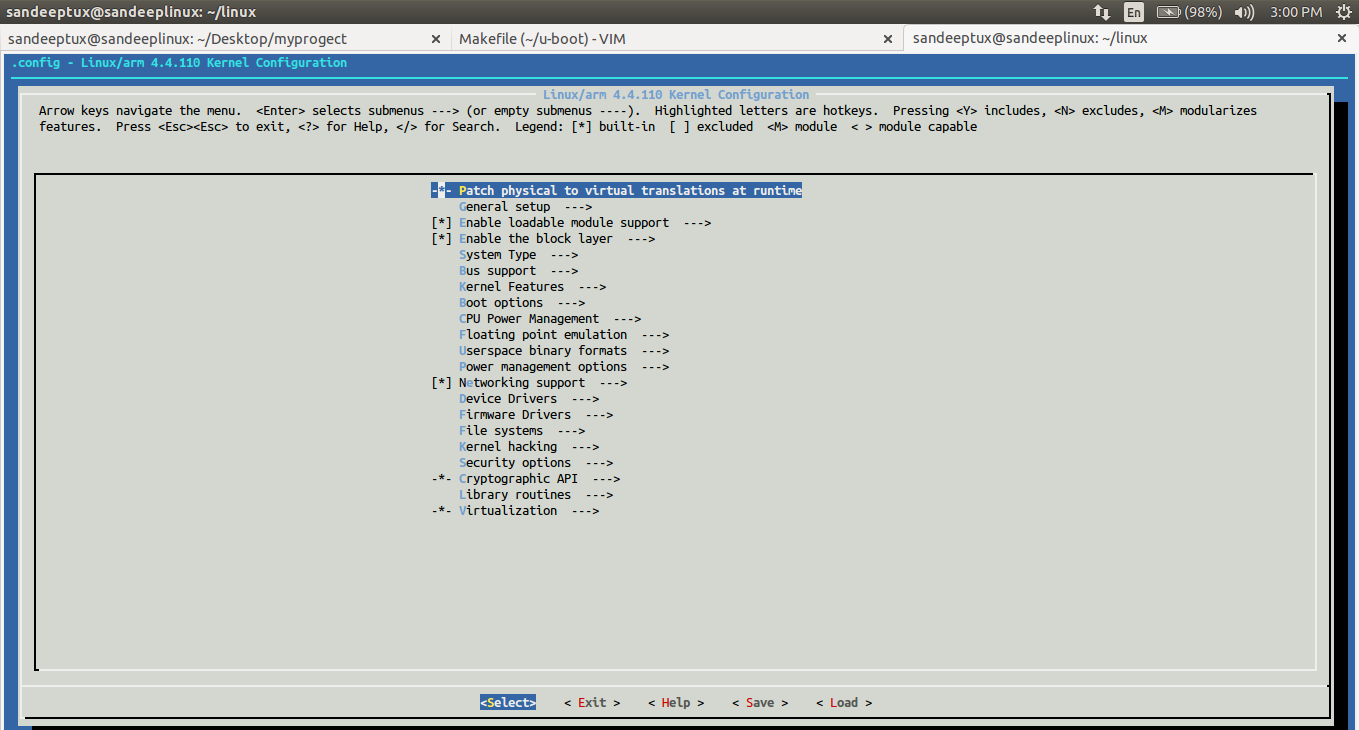 sandeeptux@sandeeplinux: ~/linux En (98%) 3:00 PM
sandeeptux@sandeeplinux: ~/Desktop/myprogect × Makefile (~/u-boot) - VIM × sandeeptux@sandeeplinux: ~/linux ×
.config - Linux/arm 4.4.110 Kernel Configuration
Linux/arm 4.4.110 Kernel Configuration
Arrow keys navigate the menu. <Enter> selects submenus ---> (or empty submenus ----). Highlighted letters are hotkeys. Pressing <Y> includes, <N> excludes, <M> modularizes
features. Press <Esc><Esc> to exit, <?> for Help, </> for Search. Legend: [*] built-in [ ] excluded <M> module < > module capable
-*- Patch physical to virtual translations at runtime
General setup --->
[*] Enable loadable module support --->
[*] Enable the block layer --->
System Type --->
Bus support --->
Kernel Features --->
Boot options --->
CPU Power Management --->
Floating point emulation --->
Userspace binary formats --->
Power management options --->
[*] Networking support --->
Device Drivers --->
Firmware Drivers --->
File systems --->
Kernel hacking --->
Security options --->
-*- Cryptographic API --->
Library routines --->
-*- Virtualization --->
<Select> < Exit > < Help > < Save > < Load >